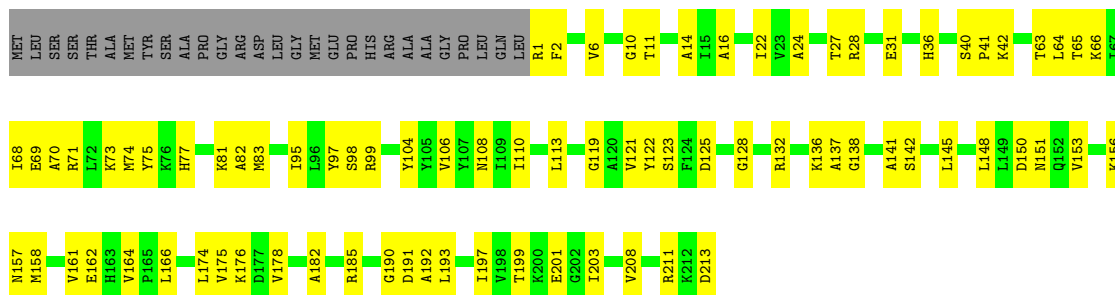 MET LEU SER SER THR ALA MET TYR SER ALA PRO GLY ARG ASP LEU GLY MET GLU PRO HIS ARG ALA ALA GLY PRO LEU GLN LEU R1 F2 V6 G10 T11 A14 I15 A16 I22 V23 A24 T27 R28 E31 H36 S40 P41 K42 T63 L64 T65 K66 I67
I68 E69 A70 R71 L72 K73 M74 Y75 K76 H77 K81 A82 M83 I95 L96 Y97 S98 R99 Y104 Y105 V106 Y107 N108 I109 I110 L113 G119 A120 V121 Y122 S123 F124 D125 G128 R132 K136 A137 G138 A141 S142 L145 L148 L149 D150 N151 Q152 V153 K156
N157 M158 V161 E162 H163 V164 P165 L166 L174 V175 K176 D177 V178 A182 R185 G190 D191 A192 L193 I197 V198 T199 K200 E201 G202 I203 V208 R211 K212 D213